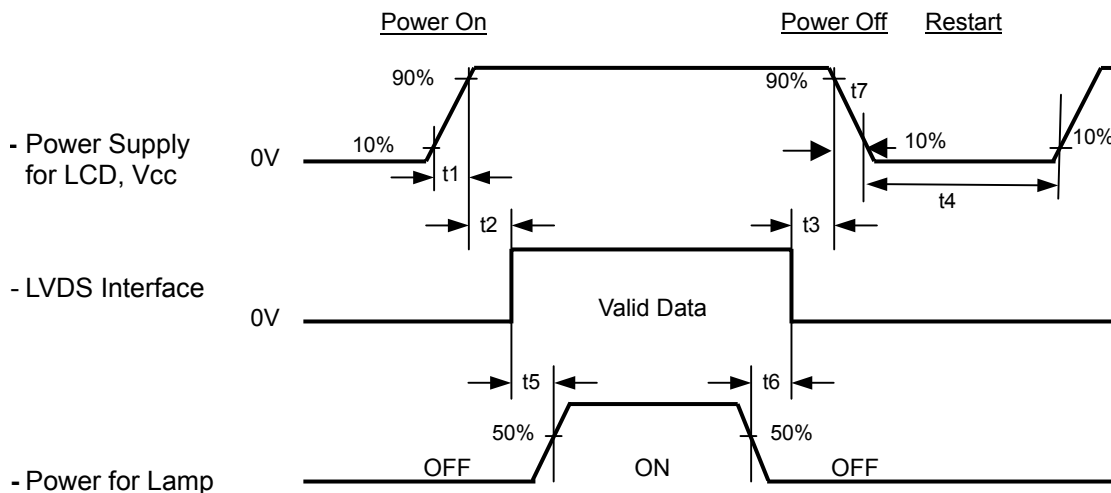 Power On
Power Off
Restart
90%
90%
t7
- Power Supply
for LCD, Vcc
0V
10%
10%
10%
t1
t4
t2
t3
- LVDS Interface
0V
Valid Data
t5
t6
50%
50%
- Power for Lamp
OFF
ON
OFF